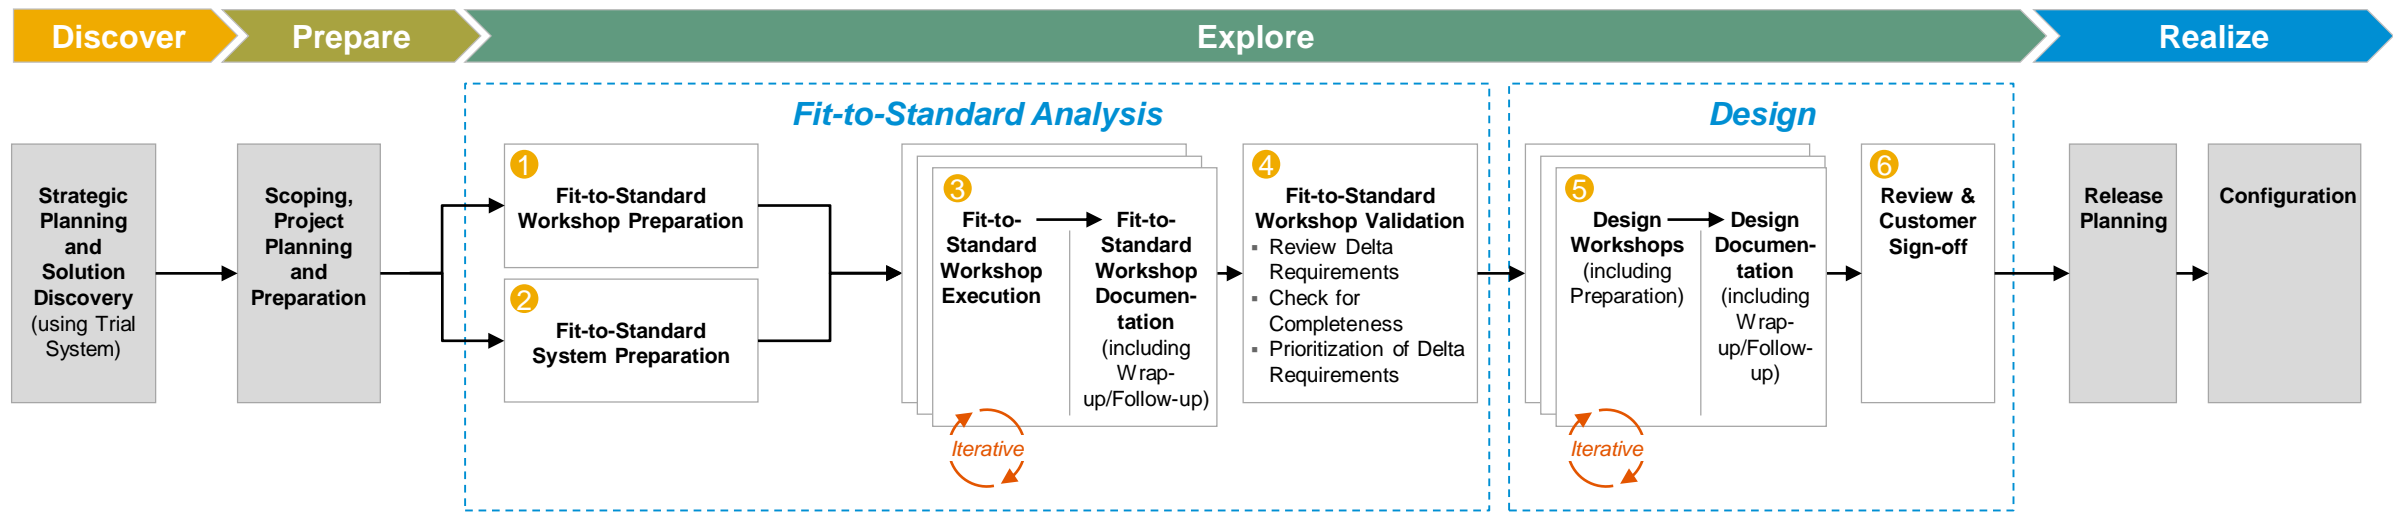 Discover
Prepare
Explore
Realize
Fit-to-Standard Analysis
Design
Strategic
Planning
and
Solution
Discovery
(using Trial
System)
Scoping,
Project
Planning
and
Preparation
1
Fit-to-Standard
Workshop Preparation
2
Fit-to-Standard
System Preparation
3
Fit-to-
Standard
Workshop
Execution
Fit-to-
Standard
Workshop
Documen-
tation
(including
Wrap-
up/Follow-up)
Iterative
4
Fit-to-Standard
Workshop Validation
▪ Review Delta
Requirements
▪ Check for
Completeness
▪ Prioritization of Delta
Requirements
5
Design
Workshops
(including
Preparation)
Design
Documen-
tation
(including
Wrap-
up/Follow-
up)
Iterative
6
Review &
Customer
Sign-off
Release
Planning
Configuration